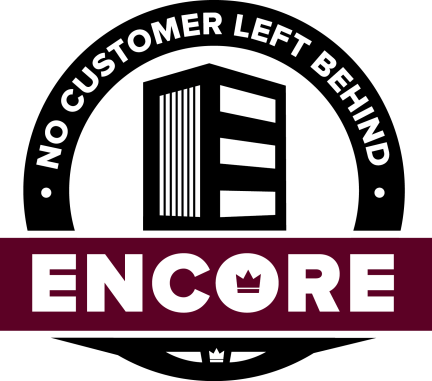 NO CUSTOMER LEFT BEHIND
ENCORE